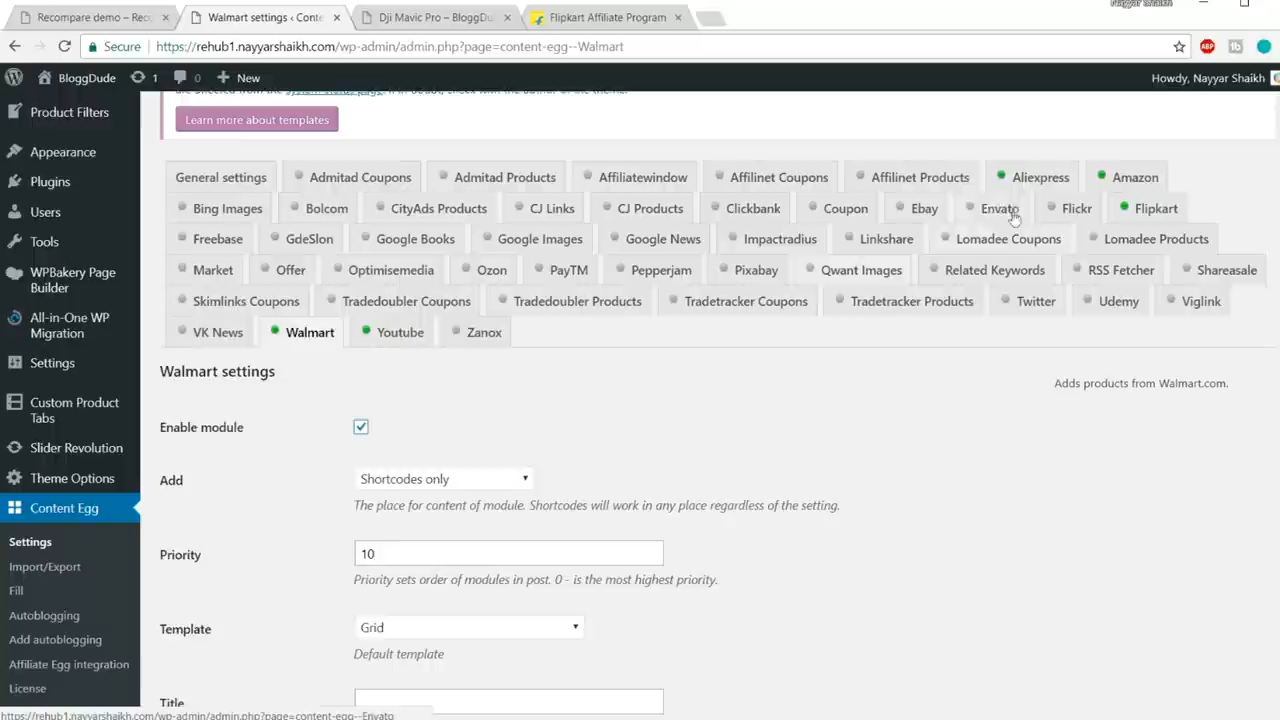 Nayyar Shaikh
Recompare demo – Rec
Walmart settings ‹ Conte
Dji Mavic Pro – BloggDu
Flipkart Affiliate Program
Secure
https://rehub1.nayyarshaikh.com/wp-admin/admin.php?page=content-egg--Walmart
ABP
BloggDude
1
0
New
Howdy, Nayyar Shaikh
Product Filters
Appearance
Plugins
Users
Tools
WPBakery Page
Builder
All-in-One WP
Migration
Settings
Custom Product
Tabs
Slider Revolution
Theme Options
Content Egg
Settings
Import/Export
Fill
Autoblogging
Add autoblogging
Affiliate Egg integration
License
Learn more about templates
General settings Admitad Coupons Admitad Products Affiliatewindow Affilinet Coupons Affilinet Products Aliexpress Amazon
Bing Images Bolcom CityAds Products CJ Links CJ Products Clickbank Coupon Ebay Envato Flickr Flipkart
Freebase GdeSlon Google Books Google Images Google News Impactradius Linkshare Lomadee Coupons Lomadee Products
Market Offer Optimisemedia Ozon PayTM Pepperjam Pixabay Qwant Images Related Keywords RSS Fetcher Shareasale
Skimlinks Coupons Tradedoubler Coupons Tradedoubler Products Tradetracker Coupons Tradetracker Products Twitter Udemy Viglink
VK News Walmart Youtube Zanox
Walmart settings
Adds products from Walmart.com.
Enable module
Add
Shortcodes only
The place for content of module. Shortcodes will work in any place regardless of the setting.
Priority
10
Priority sets order of modules in post. 0 - is the most highest priority.
Template
Grid
Default template
Title
https://rehub1.nayyarshaikh.com/wp-admin/admin.php?page=content-egg--Envato